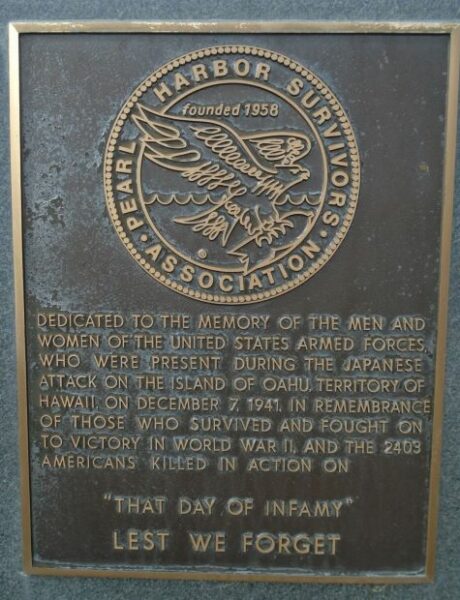 PEARL HARBOR SURVIVORS
founded 1958
• ASSOCIATION •
®
DEDICATED TO THE MEMORY OF THE MEN AND
WOMEN OF THE UNITED STATES ARMED FORCES
WHO WERE PRESENT DURING THE JAPANESE
ATTACK ON THE ISLAND OF OAHU, TERRITORY OF
HAWAII, ON DECEMBER 7, 1941. IN REMEMBRANCE
OF THOSE WHO SURVIVED AND FOUGHT ON
TO VICTORY IN WORLD WAR II, AND THE 2403
AMERICANS KILLED IN ACTION ON
"THAT DAY OF INFAMY"
LEST WE FORGET